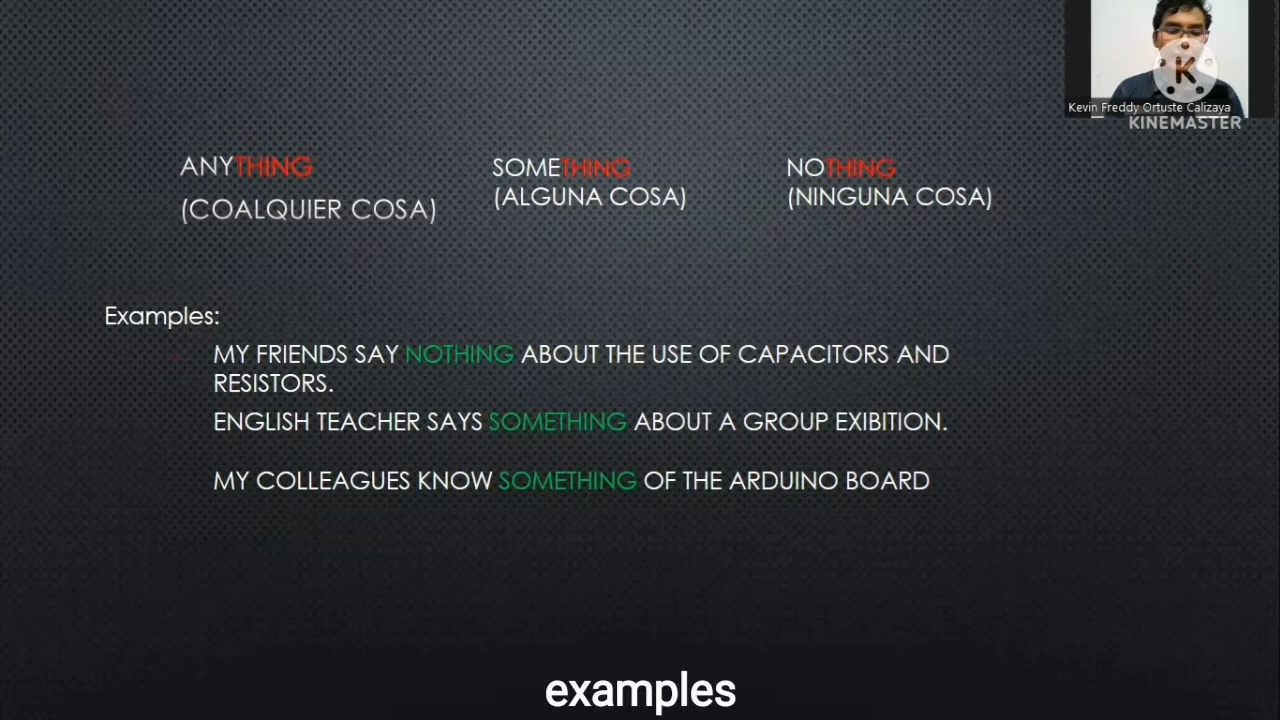 Kevin Freddy Ortuste Calizaya
K
KINEMASTER
ANYTHING
(COALQUIER COSA)
SOMETHING
(ALGUNA COSA)
NOTHING
(NINGUNA COSA)
Examples:
MY FRIENDS SAY NOTHING ABOUT THE USE OF CAPACITORS AND
RESISTORS.
ENGLISH TEACHER SAYS SOMETHING ABOUT A GROUP EXIBITION.
MY COLLEAGUES KNOW SOMETHING OF THE ARDUINO BOARD
examples